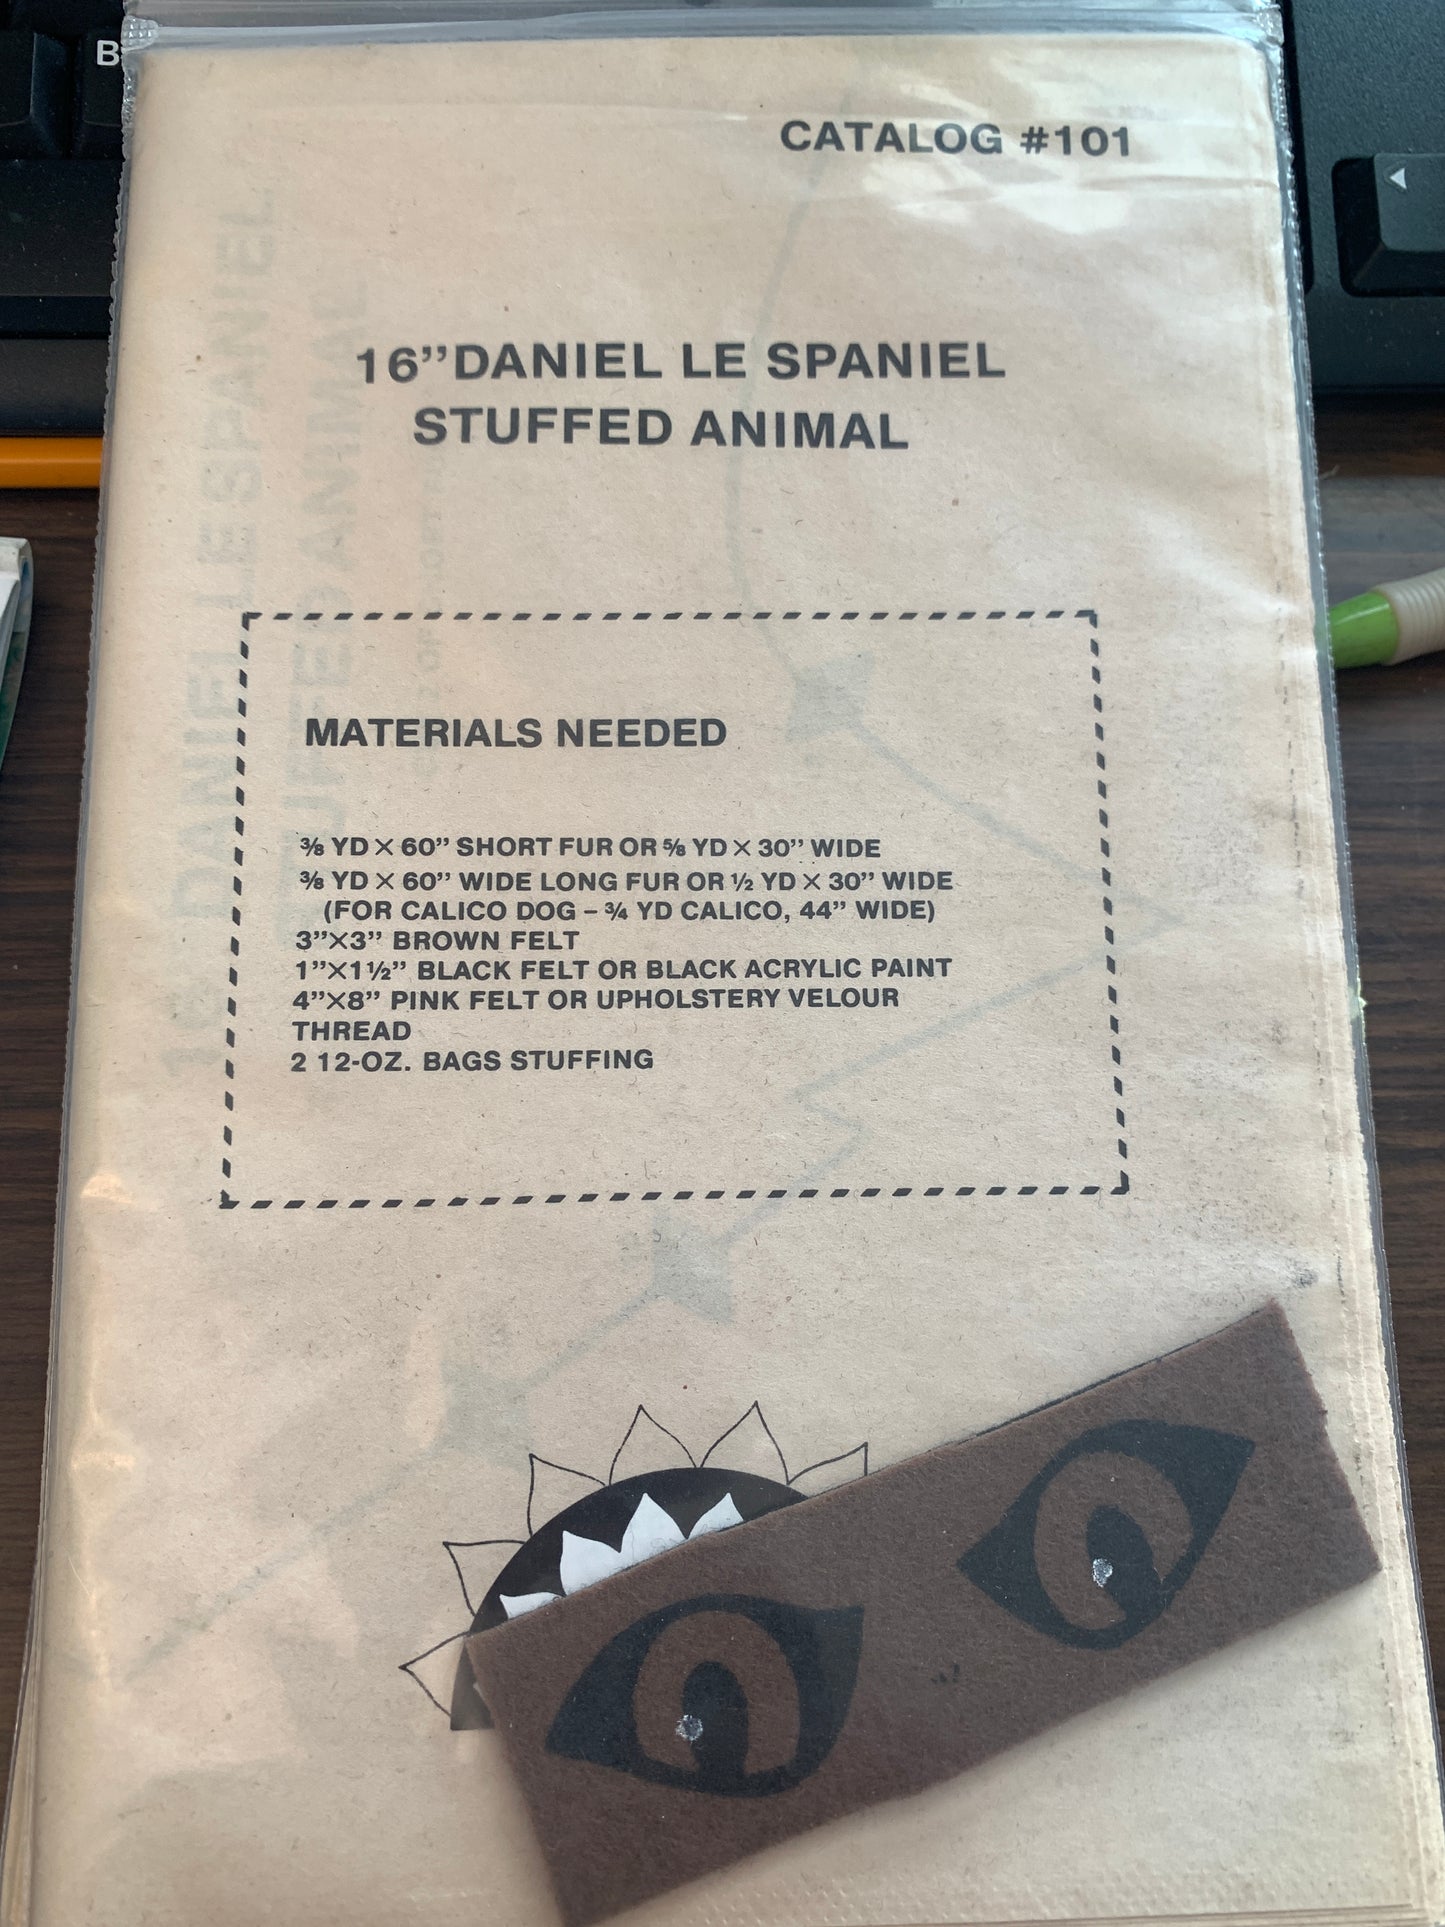 B
CATALOG #101
16”DANIEL LE SPANIEL
STUFFED ANIMAL
MATERIALS NEEDED
⅜ YD X 60” SHORT FUR OR ⅝ YD X 30” WIDE
⅜ YD X 60” WIDE LONG FUR OR ½ YD X 30” WIDE
(FOR CALICO DOG – ¾ YD CALICO, 44” WIDE)
3”X3” BROWN FELT
1”X1½” BLACK FELT OR BLACK ACRYLIC PAINT
4”X8” PINK FELT OR UPHOLSTERY VELOUR
THREAD
2 12-OZ. BAGS STUFFING